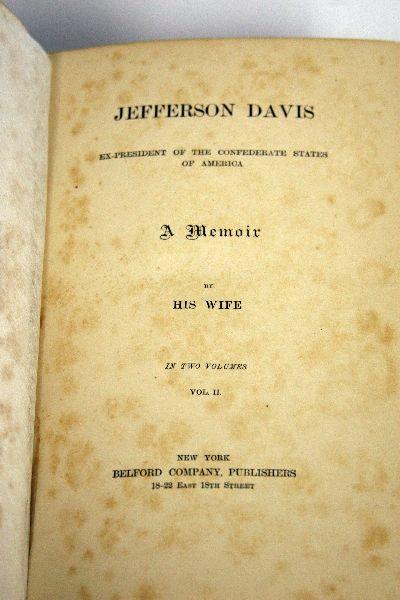 JEFFERSON DAVIS
EX-PRESIDENT OF THE CONFEDERATE STATES
OF AMERICA
A Memoir
BY
HIS WIFE
IN TWO VOLUMES
VOL. II.
NEW YORK
BELFORD COMPANY, PUBLISHERS
18-22 EAST 18TH STREET